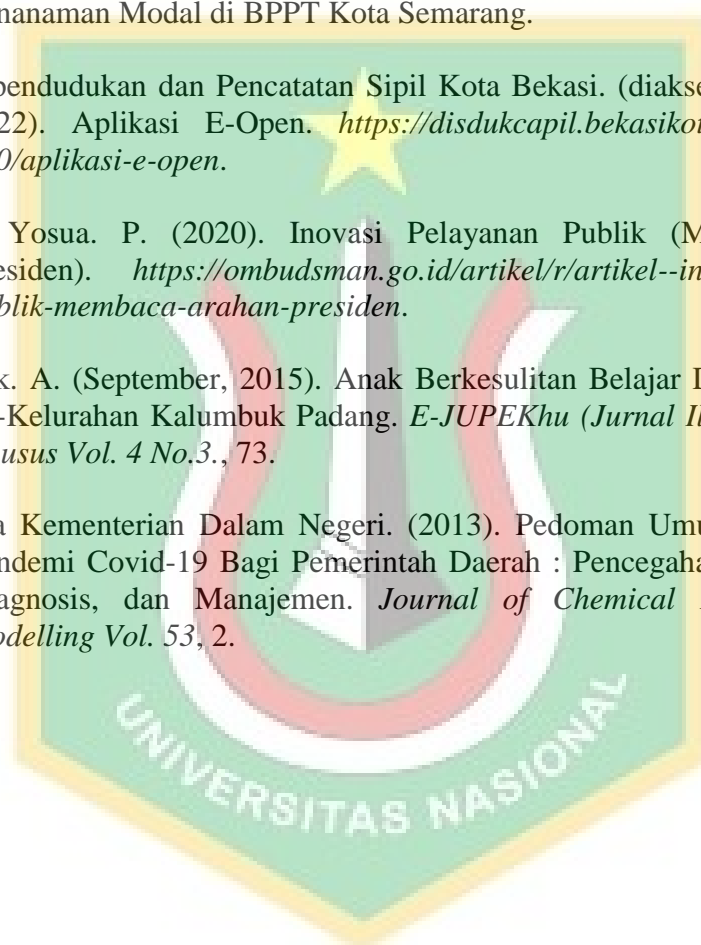 nanaman Modal di BPPT Kota Semarang.
pendudukan dan Pencatatan Sipil Kota Bekasi. (diakse
22). Aplikasi E-Open. https://disdukcapil.bekasikot
0/aplikasi-e-open.
Yosua. P. (2020). Inovasi Pelayanan Publik (M
esiden). https://ombudsman.go.id/artikel/r/artikel--in
blik-membaca-arahan-presiden.
k. A. (September, 2015). Anak Berkesulitan Belajar D
-Kelurahan Kalumbuk Padang. E-JUPEKhu (Jurnal Il
usus Vol. 4 No.3., 73.
a Kementerian Dalam Negeri. (2013). Pedoman Umu
ndemi Covid-19 Bagi Pemerintah Daerah : Pencegaha
agnosis, dan Manajemen. Journal of Chemical
odelling Vol. 53, 2.
UNIVERSITAS NASIONAL